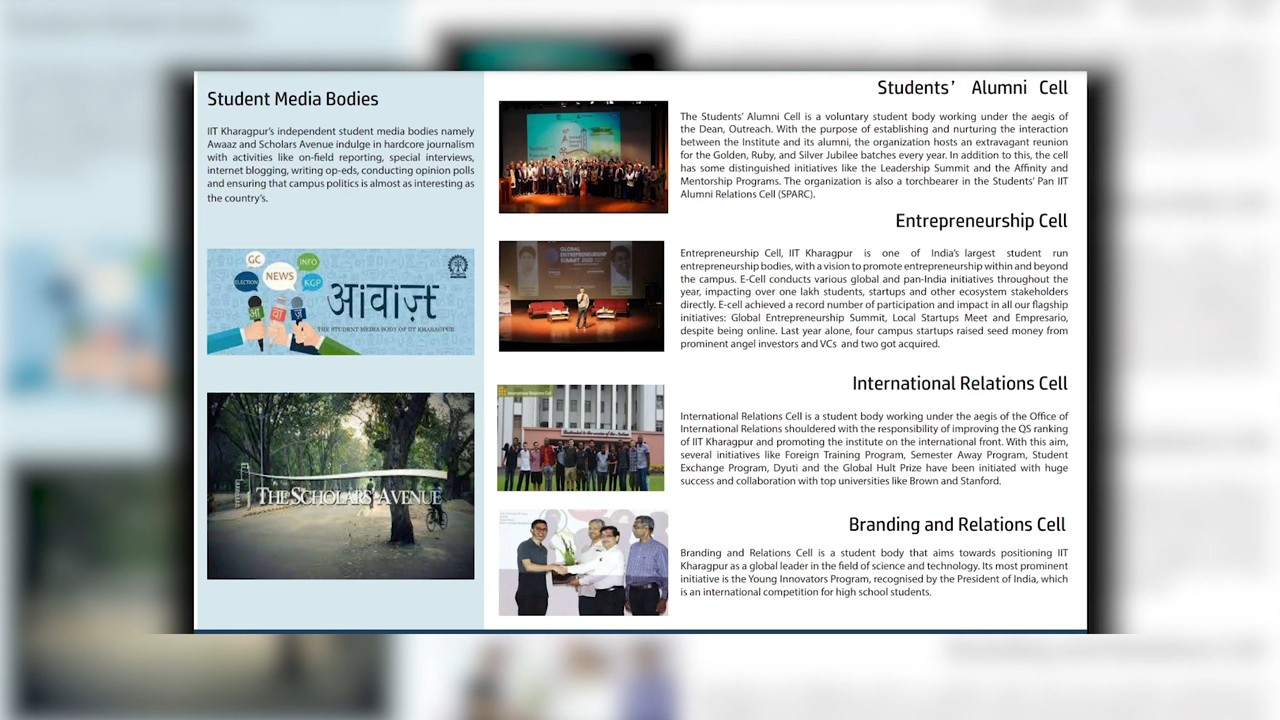 Student Media Bodies
IIT Kharagpur's independent student media bodies namely
Awaaz and Scholars Avenue indulge in hardcore journalism
with activities like on-field reporting, special interviews,
internet blogging, writing op-eds, conducting opinion polls
and ensuring that campus politics is almost as interesting as
the country's.
GC
INFO
NEWS
ELECTION
KGP
आ
वा
ज़
आवाज़
THE STUDENT MEDIA BODY OF IIT KHARAGPUR
THE SCHOLARS' AVENUE
Students' Alumni Cell
The Students' Alumni Cell is a voluntary student body working under the aegis of
the Dean, Outreach. With the purpose of establishing and nurturing the interaction
between the Institute and its alumni, the organization hosts an extravagant reunion
for the Golden, Ruby, and Silver Jubilee batches every year. In addition to this, the cell
has some distinguished initiatives like the Leadership Summit and the Affinity and
Mentorship Programs. The organization is also a torchbearer in the Students' Pan IIT
Alumni Relations Cell (SPARC).
Entrepreneurship Cell
GLOBAL
ENTREPRENEURSHIP
SUMMIT 2020
Entrepreneurship Cell, IIT Kharagpur is one of India's largest student run
entrepreneurship bodies, with a vision to promote entrepreneurship within and beyond
the campus. E-Cell conducts various global and pan-India initiatives throughout the
year, impacting over one lakh students, startups and other ecosystem stakeholders
directly. E-cell achieved a record number of participation and impact in all our flagship
initiatives: Global Entrepreneurship Summit, Local Startups Meet and Empresario,
despite being online. Last year alone, four campus startups raised seed money from
prominent angel investors and VCs and two got acquired.
International Relations Cell
International Relations Cell
International Relations Cell is a student body working under the aegis of the Office of
International Relations shouldered with the responsibility of improving the QS ranking
of IIT Kharagpur and promoting the institute on the international front. With this aim,
several initiatives like Foreign Training Program, Semester Away Program, Student
Exchange Program, Dyuti and the Global Hult Prize have been initiated with huge
success and collaboration with top universities like Brown and Stanford.
Branding and Relations Cell
Branding and Relations Cell is a student body that aims towards positioning IIT
Kharagpur as a global leader in the field of science and technology. Its most prominent
initiative is the Young Innovators Program, recognised by the President of India, which
is an international competition for high school students.